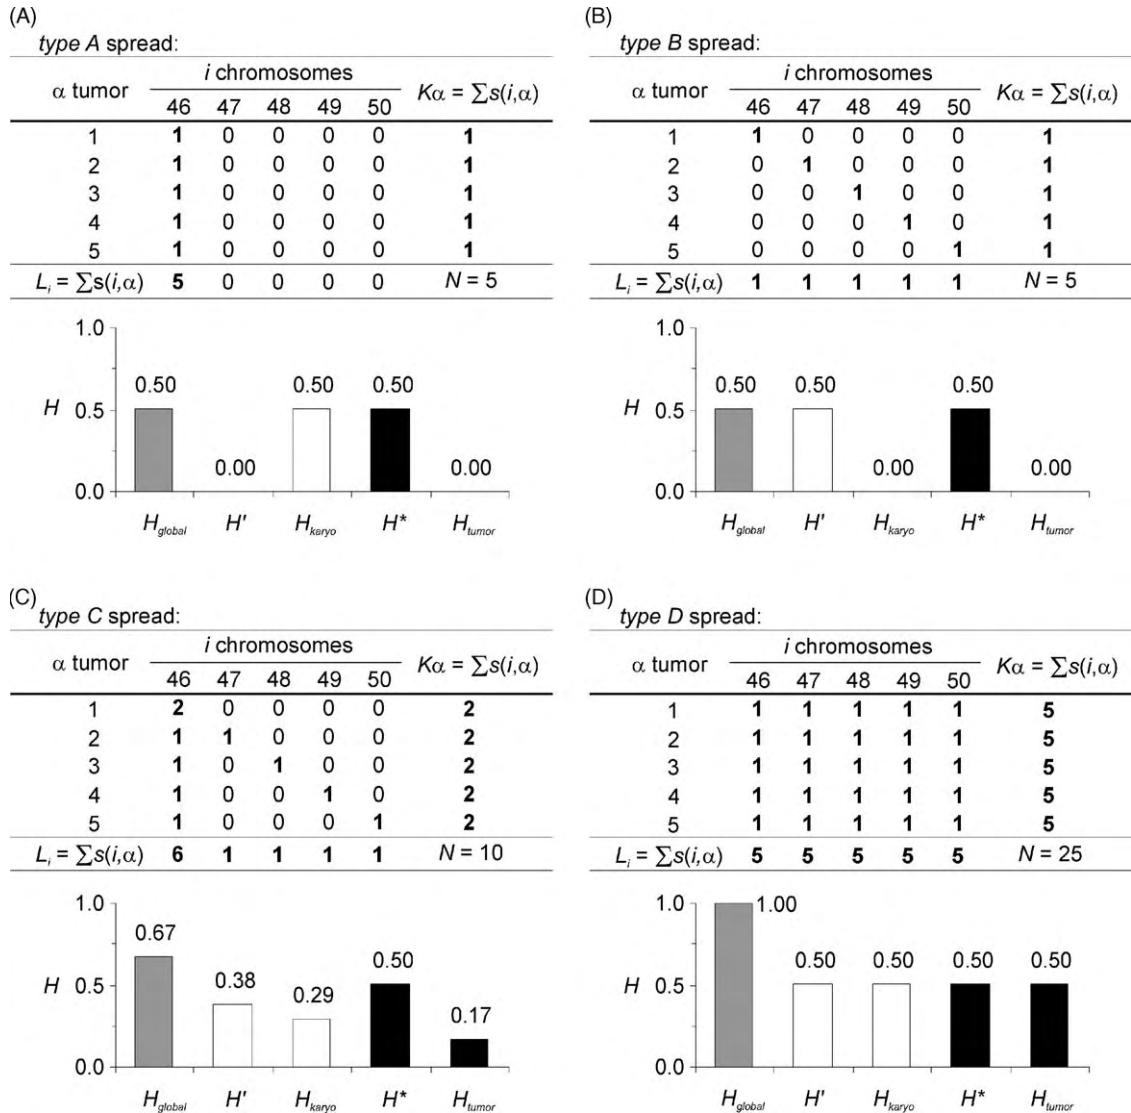 (A)
type A spread:
i chromosomes
α tumor Kα = ∑s(i,α)
46 47 48 49 50
1 1 0 0 0 0 1
2 1 0 0 0 0 1
3 1 0 0 0 0 1
4 1 0 0 0 0 1
5 1 0 0 0 0 1
Lᵢ = ∑s(i,α) 5 0 0 0 0 N = 5
1.0
0.50 0.50 0.50
H 0.5
0.00 0.00
0.0
Hglobal H' Hkaryo H* Htumor
(B)
type B spread:
i chromosomes
α tumor Kα = ∑s(i,α)
46 47 48 49 50
1 1 0 0 0 0 1
2 0 1 0 0 0 1
3 0 0 1 0 0 1
4 0 0 0 1 0 1
5 0 0 0 0 1 1
Lᵢ = ∑s(i,α) 1 1 1 1 1 N = 5
1.0
0.50 0.50 0.50
H 0.5
0.00 0.00
0.0
Hglobal H' Hkaryo H* Htumor
(C)
type C spread:
i chromosomes
α tumor Kα = ∑s(i,α)
46 47 48 49 50
1 2 0 0 0 0 2
2 1 1 0 0 0 2
3 1 0 1 0 0 2
4 1 0 0 1 0 2
5 1 0 0 0 1 2
Lᵢ = ∑s(i,α) 6 1 1 1 1 N = 10
1.0
0.67
0.50
H 0.5 0.38
0.29
0.17
0.0
Hglobal H' Hkaryo H* Htumor
(D)
type D spread:
i chromosomes
α tumor Kα = ∑s(i,α)
46 47 48 49 50
1 1 1 1 1 1 5
2 1 1 1 1 1 5
3 1 1 1 1 1 5
4 1 1 1 1 1 5
5 1 1 1 1 1 5
Lᵢ = ∑s(i,α) 5 5 5 5 5 N = 25
1.0 1.00
0.50 0.50 0.50 0.50
H 0.5
0.0
Hglobal H' Hkaryo H* Htumor